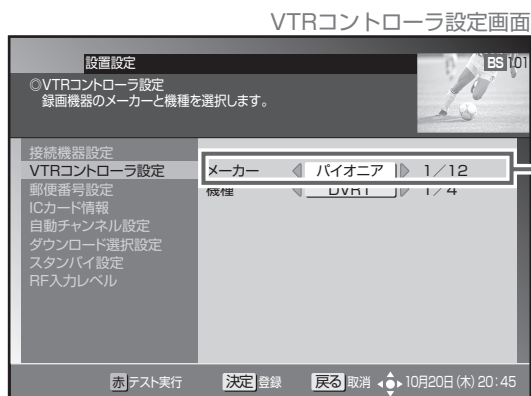 VTRコントローラ設定画面
設置設定
BS 101
◎VTRコントローラ設定
録画機器のメーカーと機種を選択します。
接続機器設定
VTRコントローラ設定
郵便番号設定
ICカード情報
自動チャンネル設定
ダウンロード選択設定
スタンバイ設定
RF入力レベル
メーカー パイオニア 1/12
機種 DVR1 1/4
赤 テスト実行 決定 登録 戻る 取消 10月20日(木) 20:45